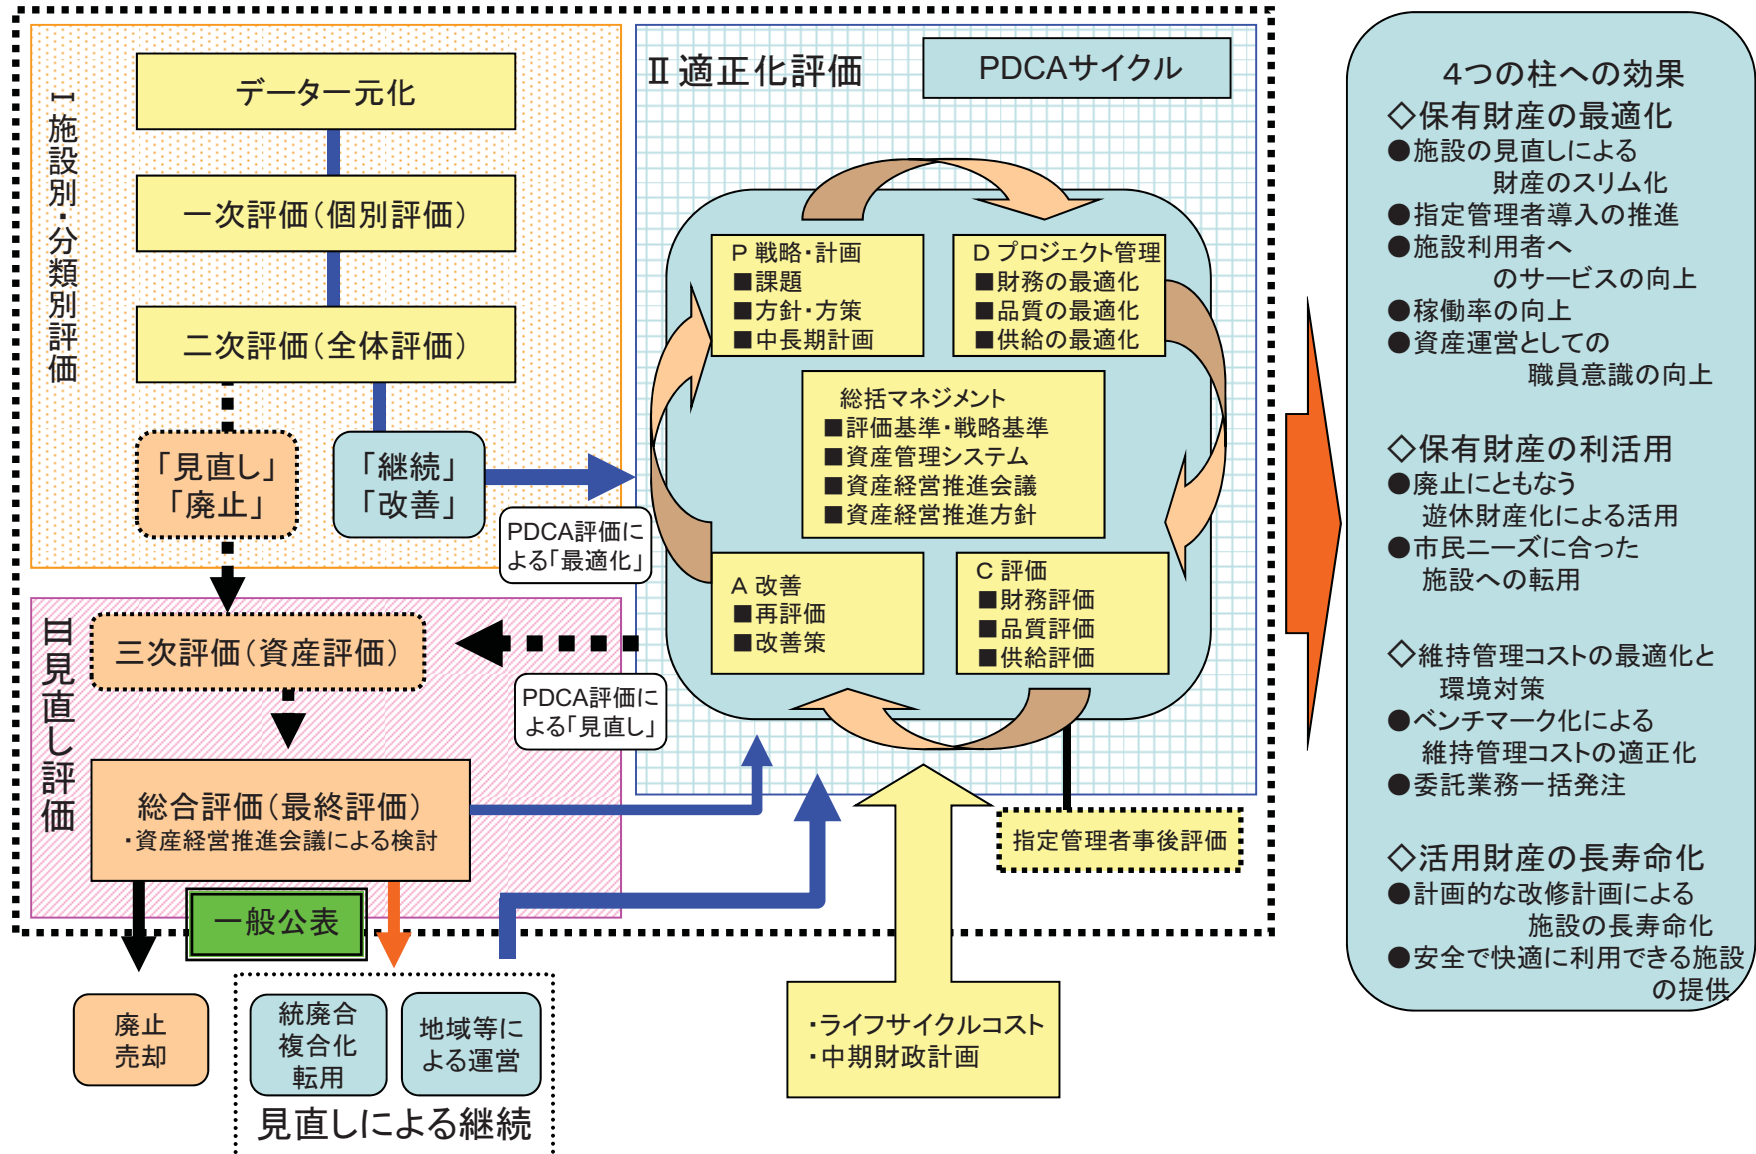 Ⅰ施設別・分類別評価
データ一元化
一次評価(個別評価)
二次評価(全体評価)
「見直し」
「廃止」
「継続」
「改善」
PDCA評価に
よる「最適化」
Ⅱ適正化評価
PDCAサイクル
P 戦略・計画
■課題
■方針・方策
■中長期計画
D プロジェクト管理
■財務の最適化
■品質の最適化
■供給の最適化
総括マネジメント
■評価基準・戦略基準
■資産管理システム
■資産経営推進会議
■資産経営推進方針
A 改善
■再評価
■改善策
C 評価
■財務評価
■品質評価
■供給評価
Ⅲ見直し評価
三次評価(資産評価)
PDCA評価に
よる「見直し」
総合評価(最終評価)
・資産経営推進会議による検討
一般公表
指定管理者事後評価
廃止
売却
統廃合
複合化
転用
地域等に
よる運営
見直しによる継続
・ライフサイクルコスト
・中期財政計画
4つの柱への効果
◇保有財産の最適化
●施設の見直しによる
財産のスリム化
●指定管理者導入の推進
●施設利用者へ
のサービスの向上
●稼働率の向上
●資産運営としての
職員意識の向上
◇保有財産の利活用
●廃止にともなう
遊休財産化による活用
●市民ニーズに合った
施設への転用
◇維持管理コストの最適化と
環境対策
●ベンチマーク化による
維持管理コストの適正化
●委託業務一括発注
◇活用財産の長寿命化
●計画的な改修計画による
施設の長寿命化
●安全で快適に利用できる施設
の提供